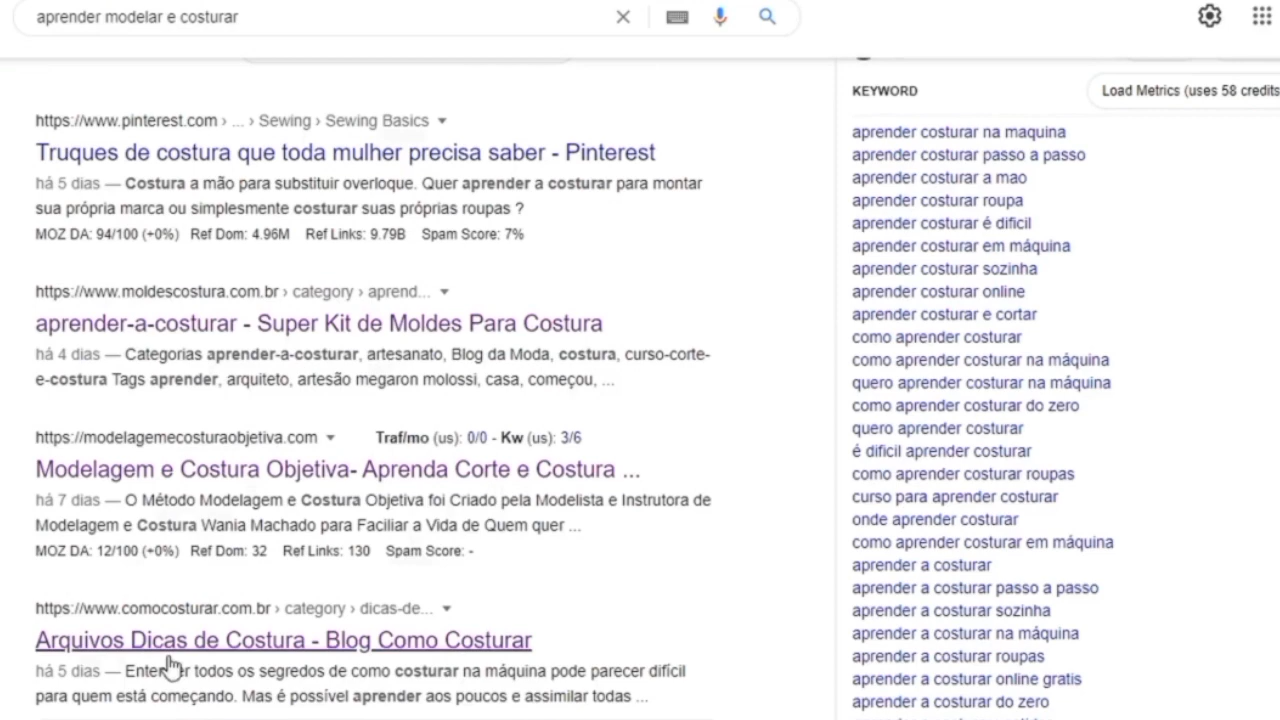 aprender modelar e costurar
https://www.pinterest.com › ... › Sewing › Sewing Basics
Truques de costura que toda mulher precisa saber - Pinterest
há 5 dias — Costura a mão para substituir overloque. Quer aprender a costurar para montar
sua própria marca ou simplesmente costurar suas próprias roupas ?
MOZ DA: 94/100 (+0%) Ref Dom: 4.96M Ref Links: 9.79B Spam Score: 7%
https://www.moldescostura.com.br › category › aprend...
aprender-a-costurar - Super Kit de Moldes Para Costura
há 4 dias — Categorias aprender-a-costurar, artesanato, Blog da Moda, costura, curso-corte-
e-costura Tags aprender, arquiteto, artesão megaron molossi, casa, começou, ...
https://modelagemecosturaobjetiva.com Traf/mo (us): 0/0 - Kw (us): 3/6
Modelagem e Costura Objetiva- Aprenda Corte e Costura ...
há 7 dias — O Método Modelagem e Costura Objetiva foi Criado pela Modelista e Instrutora de
Modelagem e Costura Wania Machado para Faciliar a Vida de Quem quer ...
MOZ DA: 12/100 (+0%) Ref Dom: 32 Ref Links: 130 Spam Score: -
https://www.comocosturar.com.br › category › dicas-de...
Arquivos Dicas de Costura - Blog Como Costurar
há 5 dias — todos os segredos de como costurar na máquina pode parecer difícil
para quem está começando. Mas é possível aprender aos poucos e assimilar todas ...
KEYWORD
Load Metrics (uses 58 credits
aprender costurar na maquina
aprender costurar passo a passo
aprender costurar a mao
aprender costurar roupa
aprender costurar é dificil
aprender costurar em máquina
aprender costurar sozinha
aprender costurar online
aprender costurar e cortar
como aprender costurar
como aprender costurar na máquina
quero aprender costurar na máquina
como aprender costurar do zero
quero aprender costurar
é dificil aprender costurar
como aprender costurar roupas
curso para aprender costurar
onde aprender costurar
como aprender costurar em máquina
aprender a costurar
aprender a costurar passo a passo
aprender a costurar sozinha
aprender a costurar na máquina
aprender a costurar roupas
aprender a costurar online gratis
aprender a costurar do zero